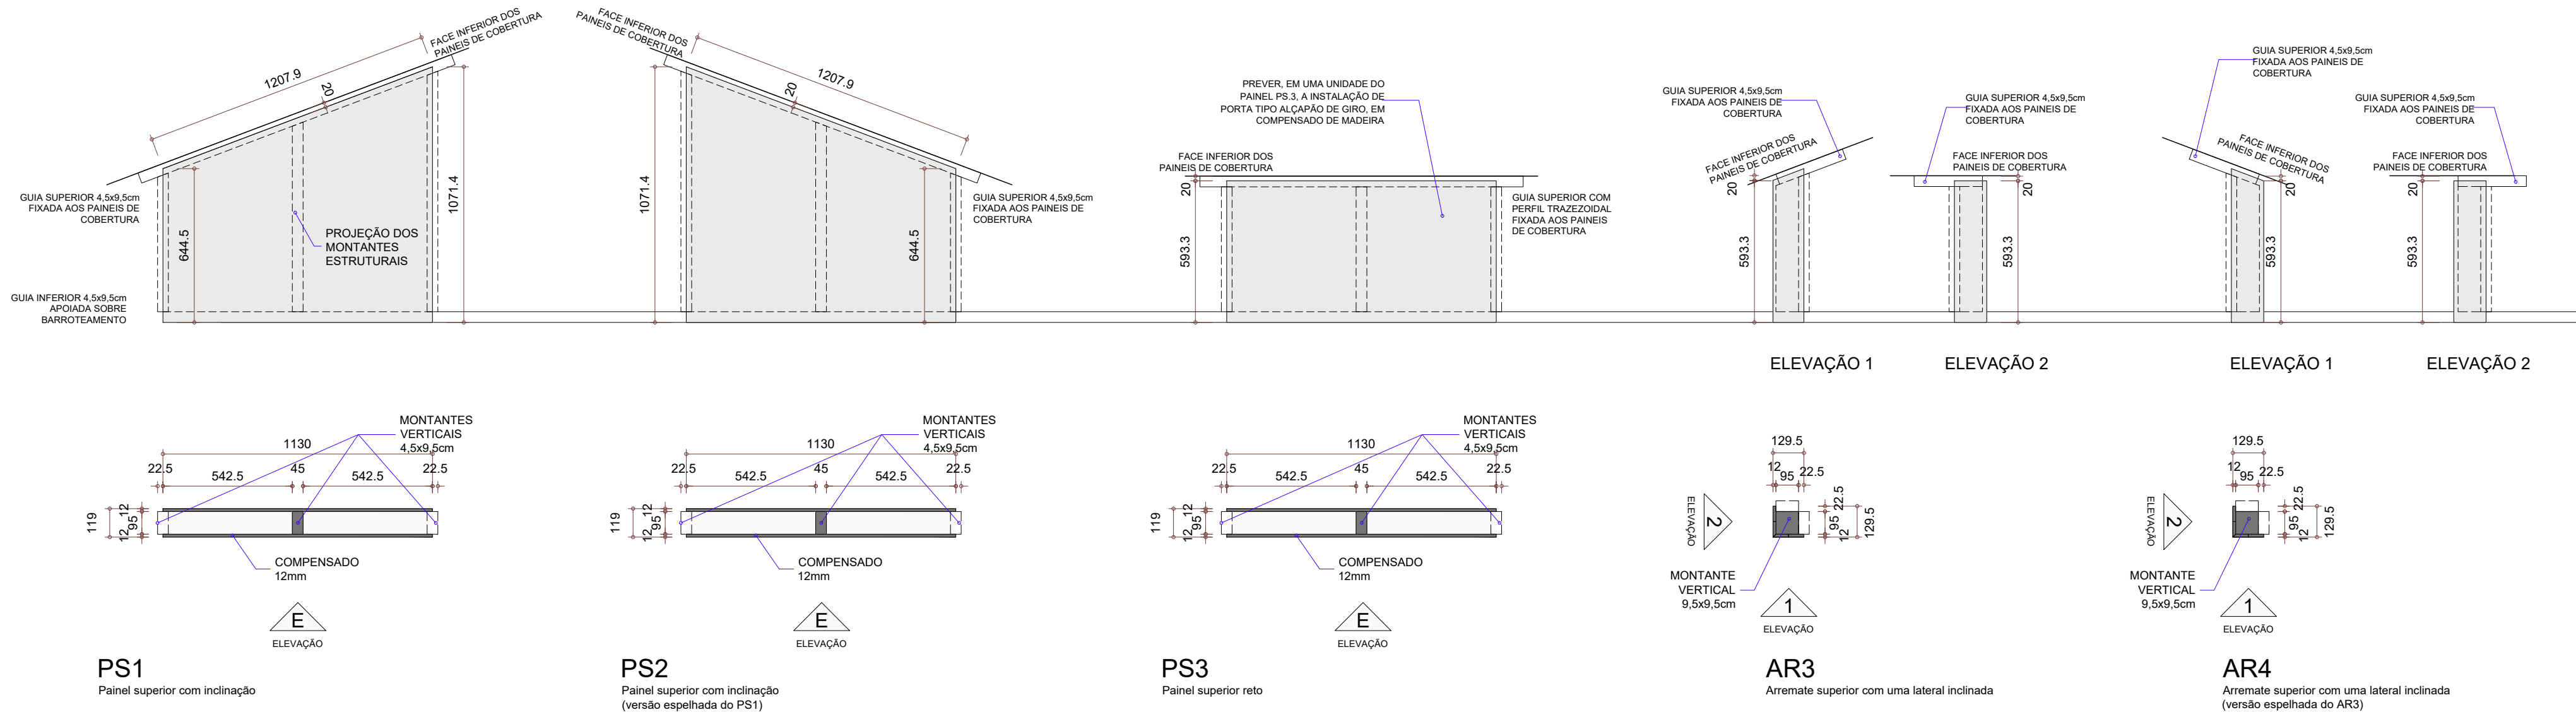 FACE INFERIOR DOS
PAINEIS DE COBERTURA
1207.9
20
1071.4
644.5
GUIA SUPERIOR 4,5x9,5cm
FIXADA AOS PAINEIS DE
COBERTURA
PROJEÇÃO DOS
MONTANTES
ESTRUTURAIS
GUIA INFERIOR 4,5x9,5cm
APOIADA SOBRE
BARROTEAMENTO
FACE INFERIOR DOS
PAINEIS DE COBERTURA
1207.9
20
1071.4
644.5
GUIA SUPERIOR 4,5x9,5cm
FIXADA AOS PAINEIS DE
COBERTURA
PREVER, EM UMA UNIDADE DO
PAINEL PS.3, A INSTALAÇÃO DE
PORTA TIPO ALÇAPÃO DE GIRO, EM
COMPENSADO DE MADEIRA
FACE INFERIOR DOS
PAINEIS DE COBERTURA
20
593.3
GUIA SUPERIOR COM
PERFIL TRAZEZOIDAL
FIXADA AOS PAINEIS
DE COBERTURA
GUIA SUPERIOR 4,5x9,5cm
FIXADA AOS PAINEIS DE
COBERTURA
FACE INFERIOR DOS
PAINEIS DE COBERTURA
20
593.3
ELEVAÇÃO 1
GUIA SUPERIOR 4,5x9,5cm
FIXADA AOS PAINEIS DE
COBERTURA
FACE INFERIOR DOS
PAINEIS DE COBERTURA
20
593.3
ELEVAÇÃO 2
GUIA SUPERIOR 4,5x9,5cm
FIXADA AOS PAINEIS DE
COBERTURA
FACE INFERIOR DOS
PAINEIS DE COBERTURA
20
593.3
ELEVAÇÃO 1
GUIA SUPERIOR 4,5x9,5cm
FIXADA AOS PAINEIS DE
COBERTURA
FACE INFERIOR DOS
PAINEIS DE COBERTURA
20
593.3
ELEVAÇÃO 2
MONTANTES
VERTICAIS
4,5x9,5cm
1130
22.5
542.5
45
542.5
22.5
119
12
95
12
COMPENSADO
12mm
E
ELEVAÇÃO
PS1
Painel superior com inclinação
MONTANTES
VERTICAIS
4,5x9,5cm
1130
22.5
542.5
45
542.5
22.5
119
12
95
12
COMPENSADO
12mm
E
ELEVAÇÃO
PS2
Painel superior com inclinação
(versão espelhada do PS1)
MONTANTES
VERTICAIS
4,5x9,5cm
1130
22.5
542.5
45
542.5
22.5
119
12
95
12
COMPENSADO
12mm
E
ELEVAÇÃO
PS3
Painel superior reto
129.5
12
95
22.5
22.5
95
12
129.5
2
ELEVAÇÃO
MONTANTE
VERTICAL
9,5x9,5cm
1
ELEVAÇÃO
AR3
Arremate superior com uma lateral inclinada
129.5
12
95
22.5
22.5
95
12
129.5
2
ELEVAÇÃO
MONTANTE
VERTICAL
9,5x9,5cm
1
ELEVAÇÃO
AR4
Arremate superior com uma lateral inclinada
(versão espelhada do AR3)